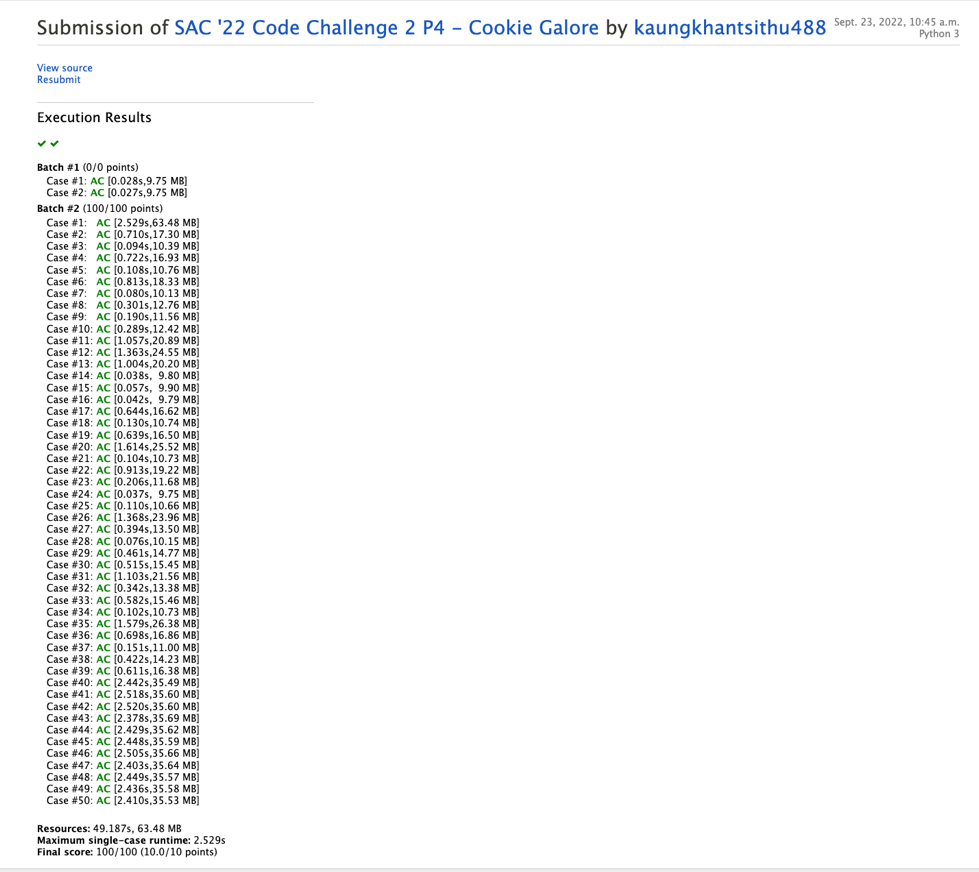 Submission of SAC '22 Code Challenge 2 P4 - Cookie Galore by kaungkhantsithu488
Sept. 23, 2022, 10:45 a.m.
Python 3
View source
Resubmit
Execution Results
✔ ✔
Batch #1 (0/0 points)
Case #1: AC [0.028s,9.75 MB]
Case #2: AC [0.027s,9.75 MB]
Batch #2 (100/100 points)
Case #1: AC [2.529s,63.48 MB]
Case #2: AC [0.710s,17.30 MB]
Case #3: AC [0.094s,10.39 MB]
Case #4: AC [0.722s,16.93 MB]
Case #5: AC [0.108s,10.76 MB]
Case #6: AC [0.813s,18.33 MB]
Case #7: AC [0.080s,10.13 MB]
Case #8: AC [0.301s,12.76 MB]
Case #9: AC [0.190s,11.56 MB]
Case #10: AC [0.289s,12.42 MB]
Case #11: AC [1.057s,20.89 MB]
Case #12: AC [1.363s,24.55 MB]
Case #13: AC [1.004s,20.20 MB]
Case #14: AC [0.038s, 9.80 MB]
Case #15: AC [0.057s, 9.90 MB]
Case #16: AC [0.042s, 9.79 MB]
Case #17: AC [0.644s,16.62 MB]
Case #18: AC [0.130s,10.74 MB]
Case #19: AC [0.639s,16.50 MB]
Case #20: AC [1.614s,25.52 MB]
Case #21: AC [0.104s,10.73 MB]
Case #22: AC [0.913s,19.22 MB]
Case #23: AC [0.206s,11.68 MB]
Case #24: AC [0.037s, 9.75 MB]
Case #25: AC [0.110s,10.66 MB]
Case #26: AC [1.368s,23.96 MB]
Case #27: AC [0.394s,13.50 MB]
Case #28: AC [0.076s,10.15 MB]
Case #29: AC [0.461s,14.77 MB]
Case #30: AC [0.515s,15.45 MB]
Case #31: AC [1.103s,21.56 MB]
Case #32: AC [0.342s,13.38 MB]
Case #33: AC [0.582s,15.46 MB]
Case #34: AC [0.102s,10.73 MB]
Case #35: AC [1.579s,26.38 MB]
Case #36: AC [0.698s,16.86 MB]
Case #37: AC [0.151s,11.00 MB]
Case #38: AC [0.422s,14.23 MB]
Case #39: AC [0.611s,16.38 MB]
Case #40: AC [2.442s,35.49 MB]
Case #41: AC [2.518s,35.60 MB]
Case #42: AC [2.520s,35.60 MB]
Case #43: AC [2.378s,35.69 MB]
Case #44: AC [2.429s,35.62 MB]
Case #45: AC [2.448s,35.59 MB]
Case #46: AC [2.505s,35.66 MB]
Case #47: AC [2.403s,35.64 MB]
Case #48: AC [2.449s,35.57 MB]
Case #49: AC [2.436s,35.58 MB]
Case #50: AC [2.410s,35.53 MB]
Resources: 49.187s, 63.48 MB
Maximum single-case runtime: 2.529s
Final score: 100/100 (10.0/10 points)